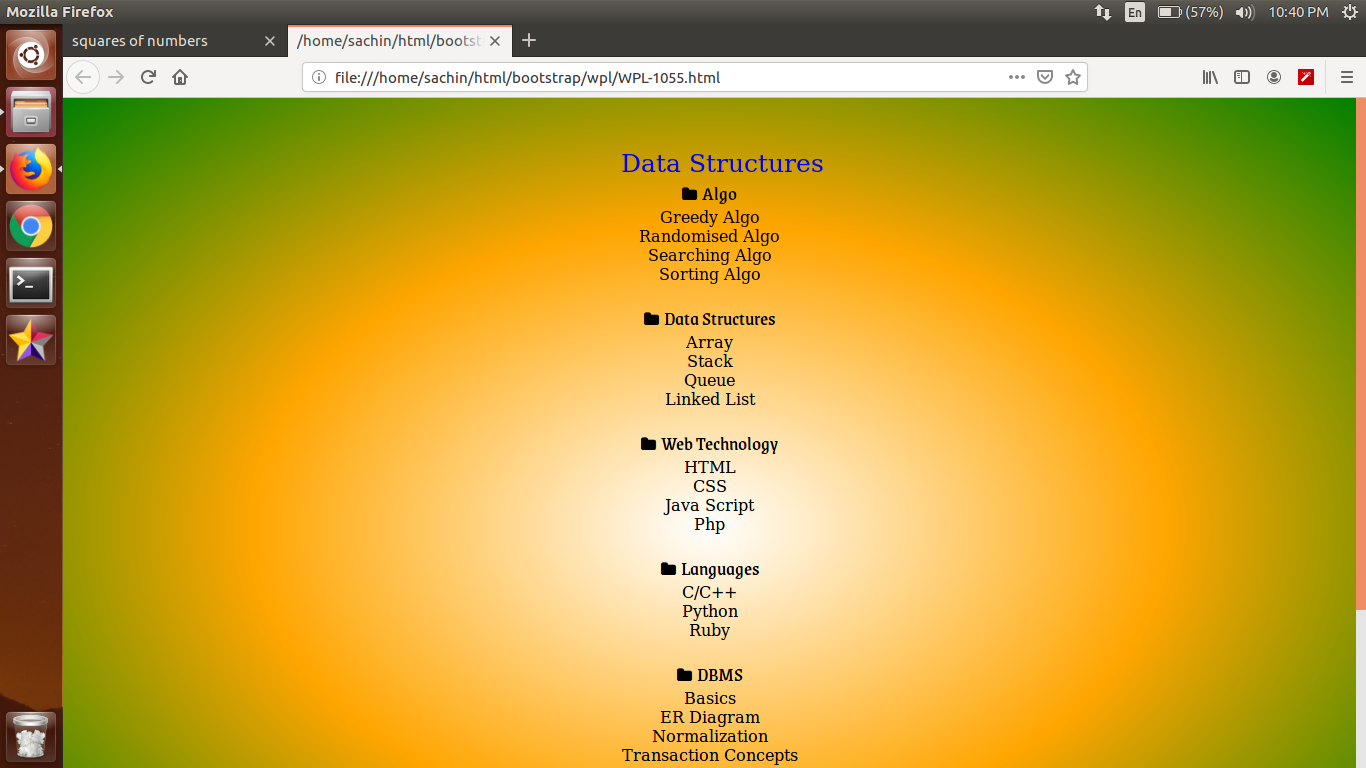 Mozilla Firefox
En
(57%)
10:40 PM
squares of numbers
/home/sachin/html/bootst
file:///home/sachin/html/bootstrap/wpl/WPL-1055.html
Data Structures
Algo
Greedy Algo
Randomised Algo
Searching Algo
Sorting Algo
Data Structures
Array
Stack
Queue
Linked List
Web Technology
HTML
CSS
Java Script
Php
Languages
C/C++
Python
Ruby
DBMS
Basics
ER Diagram
Normalization
Transaction Concepts